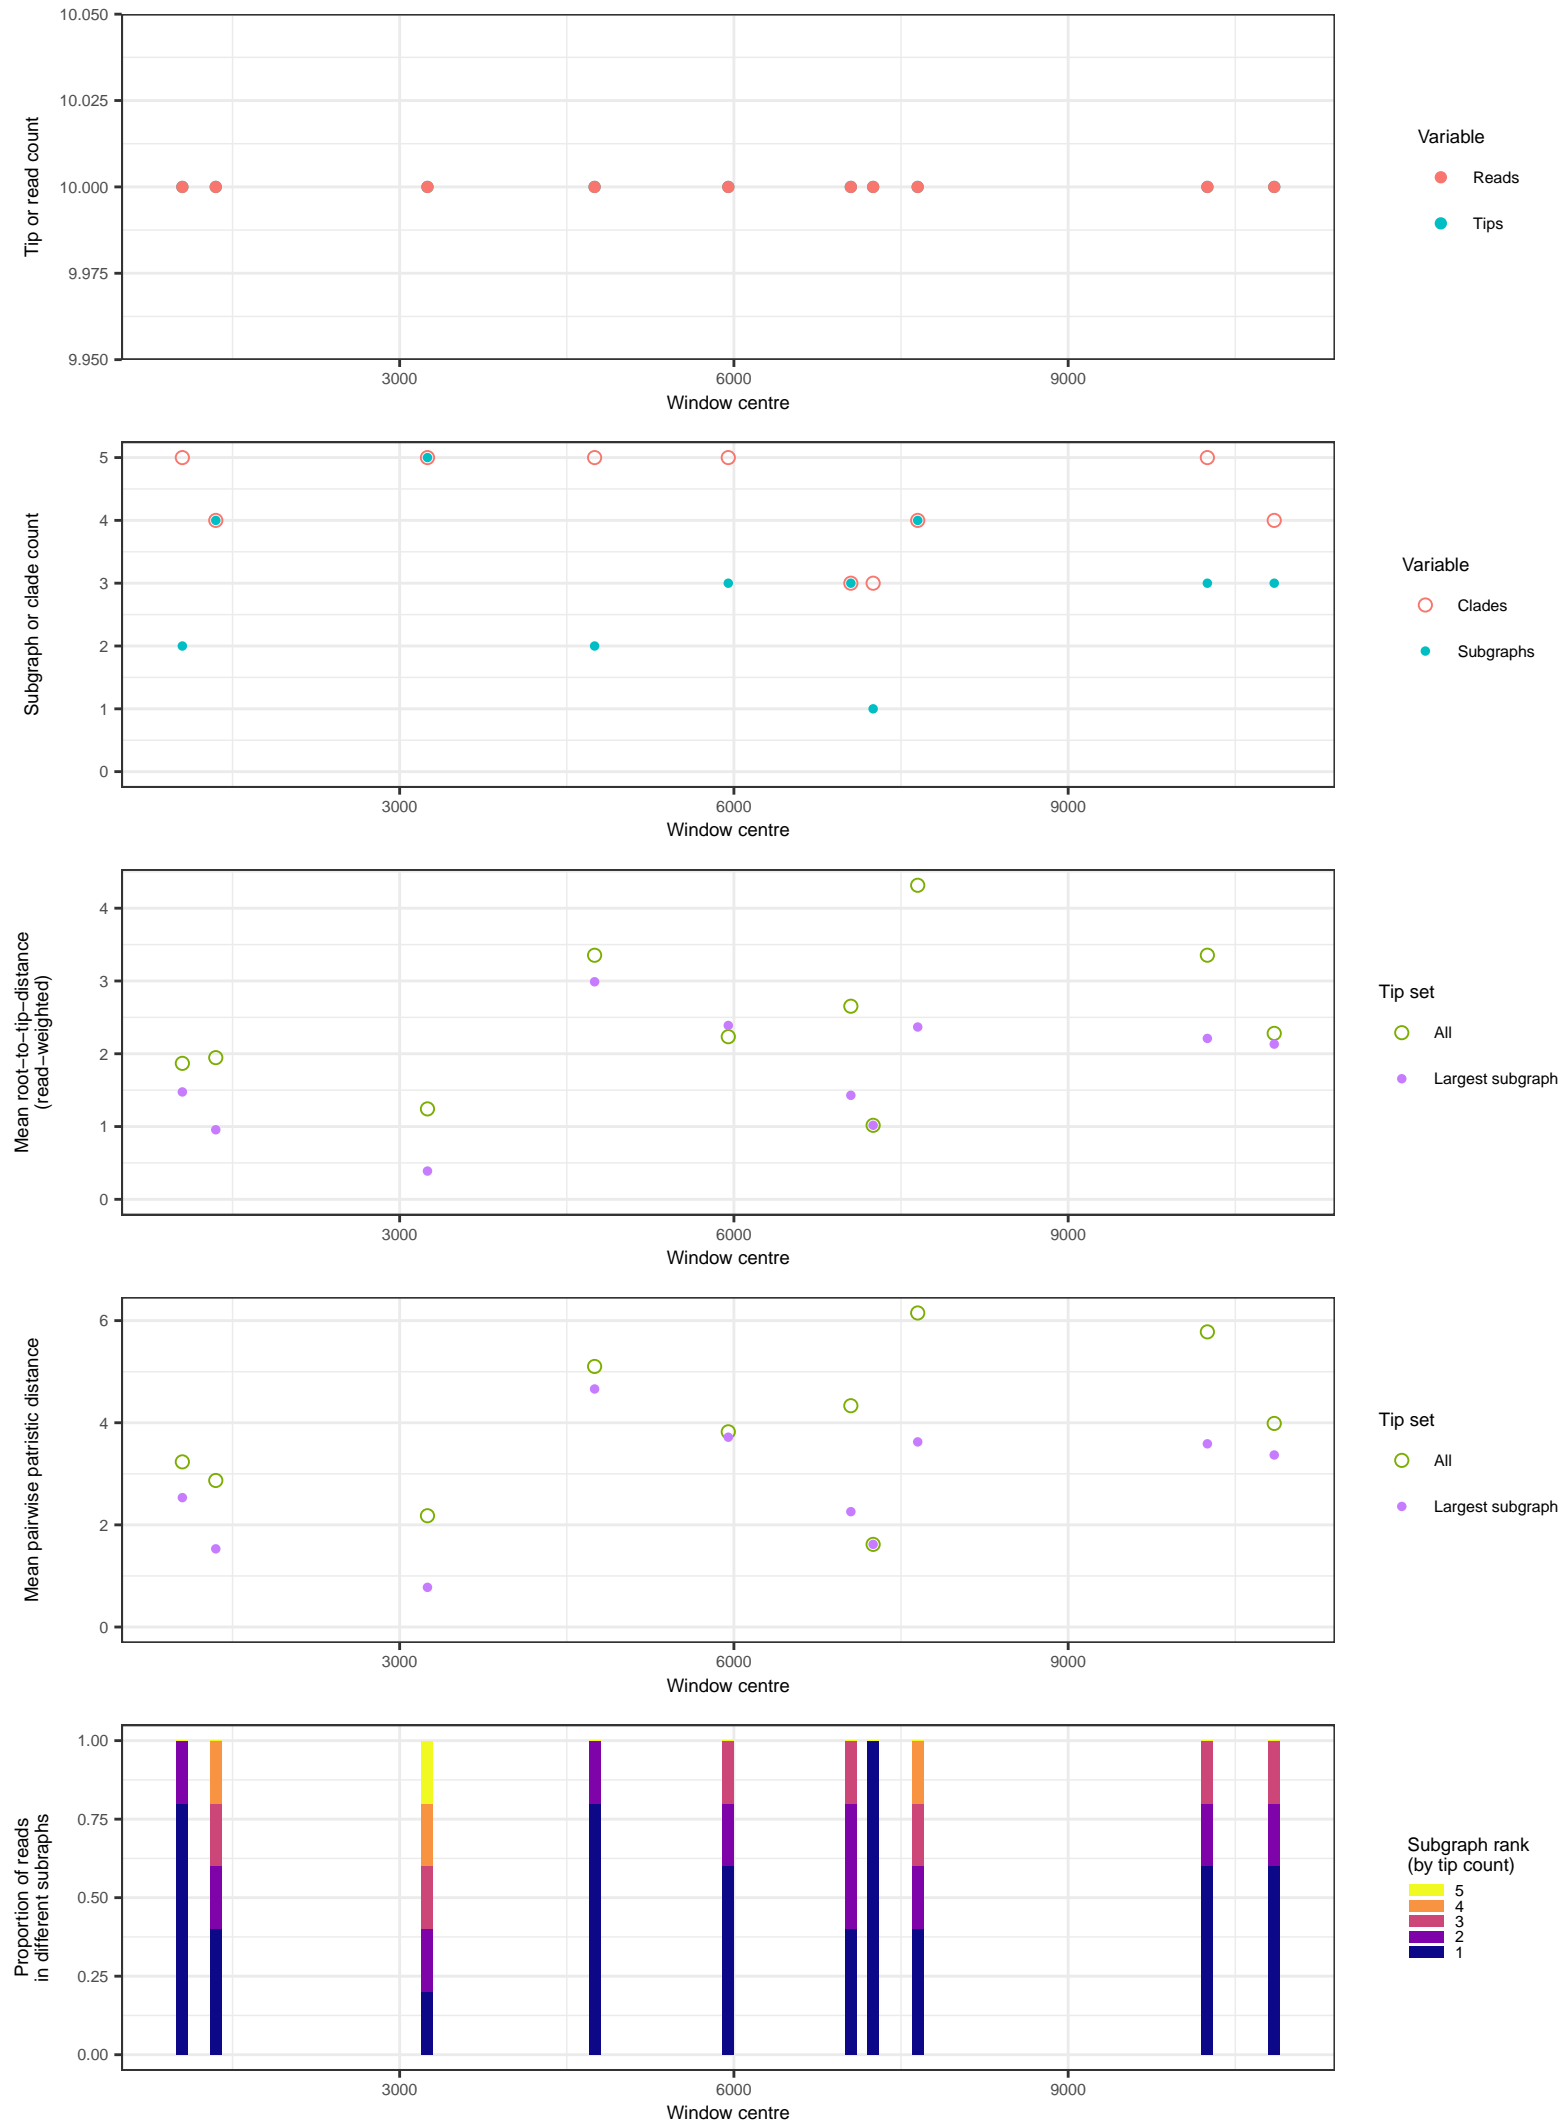 10.050
10.025
10.000
9.975
9.950
Tip or read count
3000
6000
9000
Window centre
Variable
Reads
Tips
5
4
3
2
1
0
Subgraph or clade count
3000
6000
9000
Window centre
Variable
Clades
Subgraphs
4
3
2
1
0
Mean root−to−tip−distance
(read−weighted)
3000
6000
9000
Window centre
Tip set
All
Largest subgraph
6
4
2
0
Mean pairwise patristic distance
3000
6000
9000
Window centre
Tip set
All
Largest subgraph
1.00
0.75
0.50
0.25
0.00
Proportion of reads
in different subraphs
3000
6000
9000
Window centre
Subgraph rank
(by tip count)
5
4
3
2
1